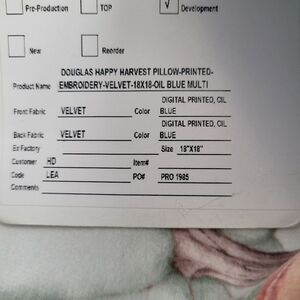 Pre-Production TOP √ Development
New Reorder
DOUGLAS HAPPY HARVEST PILLOW-PRINTED-
Product Name EMBROIDERY-VELVET-18X18-OIL BLUE MULTI
DIGITAL PRINTED, OIL
Front Fabric VELVET Color BLUE
DIGITAL PRINTED, OIL
Back Fabric VELVET Color BLUE
Ex Factory Size 18"X18"
Customer HD Item#
Code LEA PO# PRO 1985
Comments